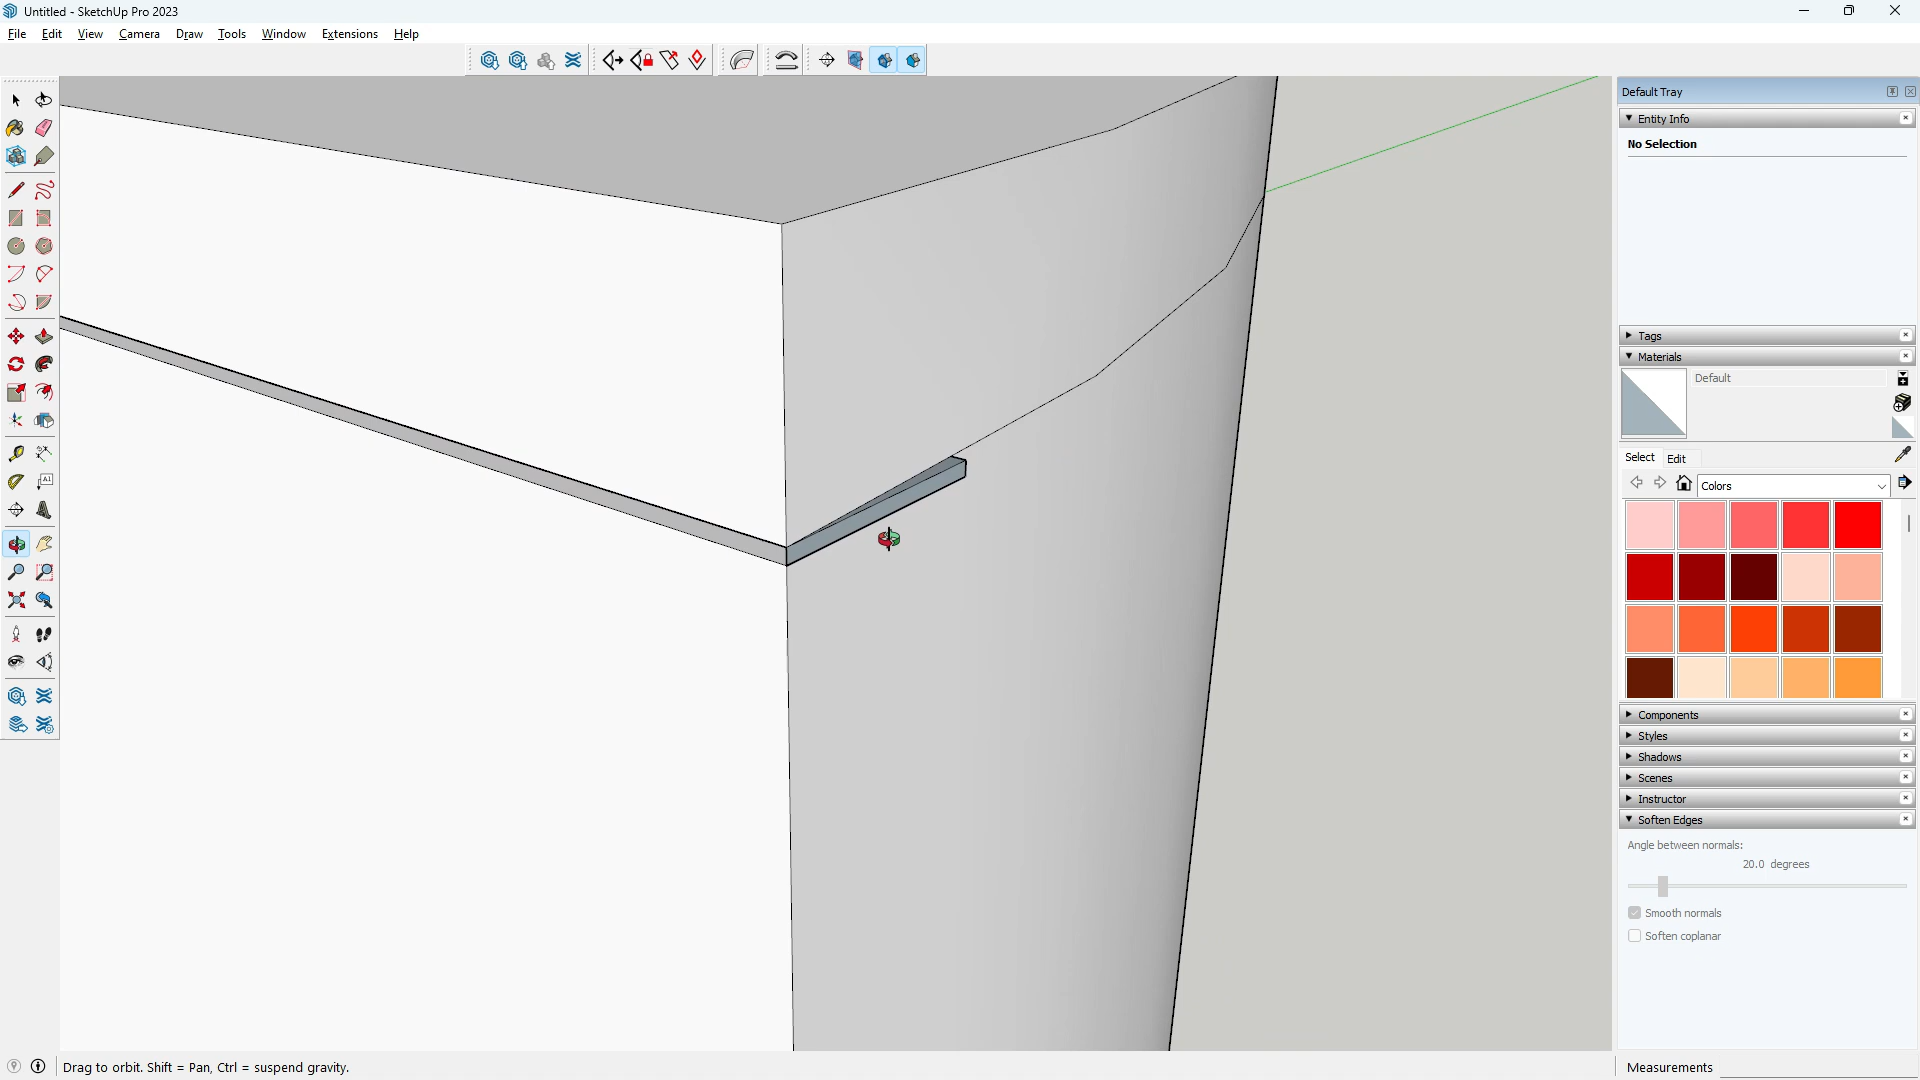 Untitled - SketchUp Pro 2023
File Edit View Camera Draw Tools Window Extensions Help
Default Tray
Entity Info
No Selection
Tags
Materials
Default
Select Edit
Colors
Components
Styles
Shadows
Scenes
Instructor
Soften Edges
Angle between normals:
20.0 degrees
Smooth normals
Soften coplanar
A1
Drag to orbit. Shift = Pan, Ctrl = suspend gravity.
Measurements